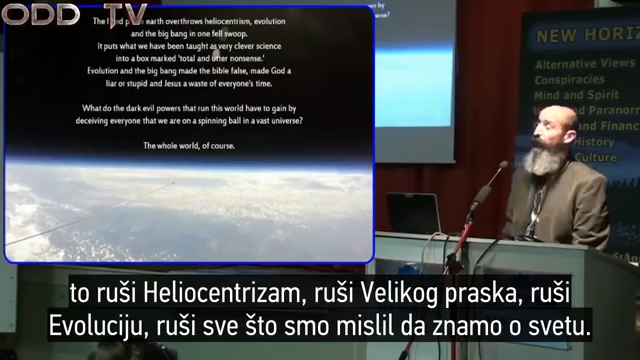 ODD TV
The flat plane earth overthrows heliocentrism, evolution
and the big bang in one fell swoop.
It puts what we have been taught as very clever science
into a box marked 'total and utter nonsense.'
Evolution and the big bang made the bible false, made God a
liar or stupid and Jesus a waste of everyone's time.
What do the dark evil powers that run this world have to gain by
deceiving everyone that we are on a spinning ball in a vast universe?
The whole world, of course.
NEW HORIZ
Alternative Views
Conspiracies
Mind and Spirit
and Paranor
and Financ
History
Culture
to ruši Heliocentrizam, ruši Velikog praska, ruši
Evoluciju, ruši sve što smo mislil da znamo o svetu.